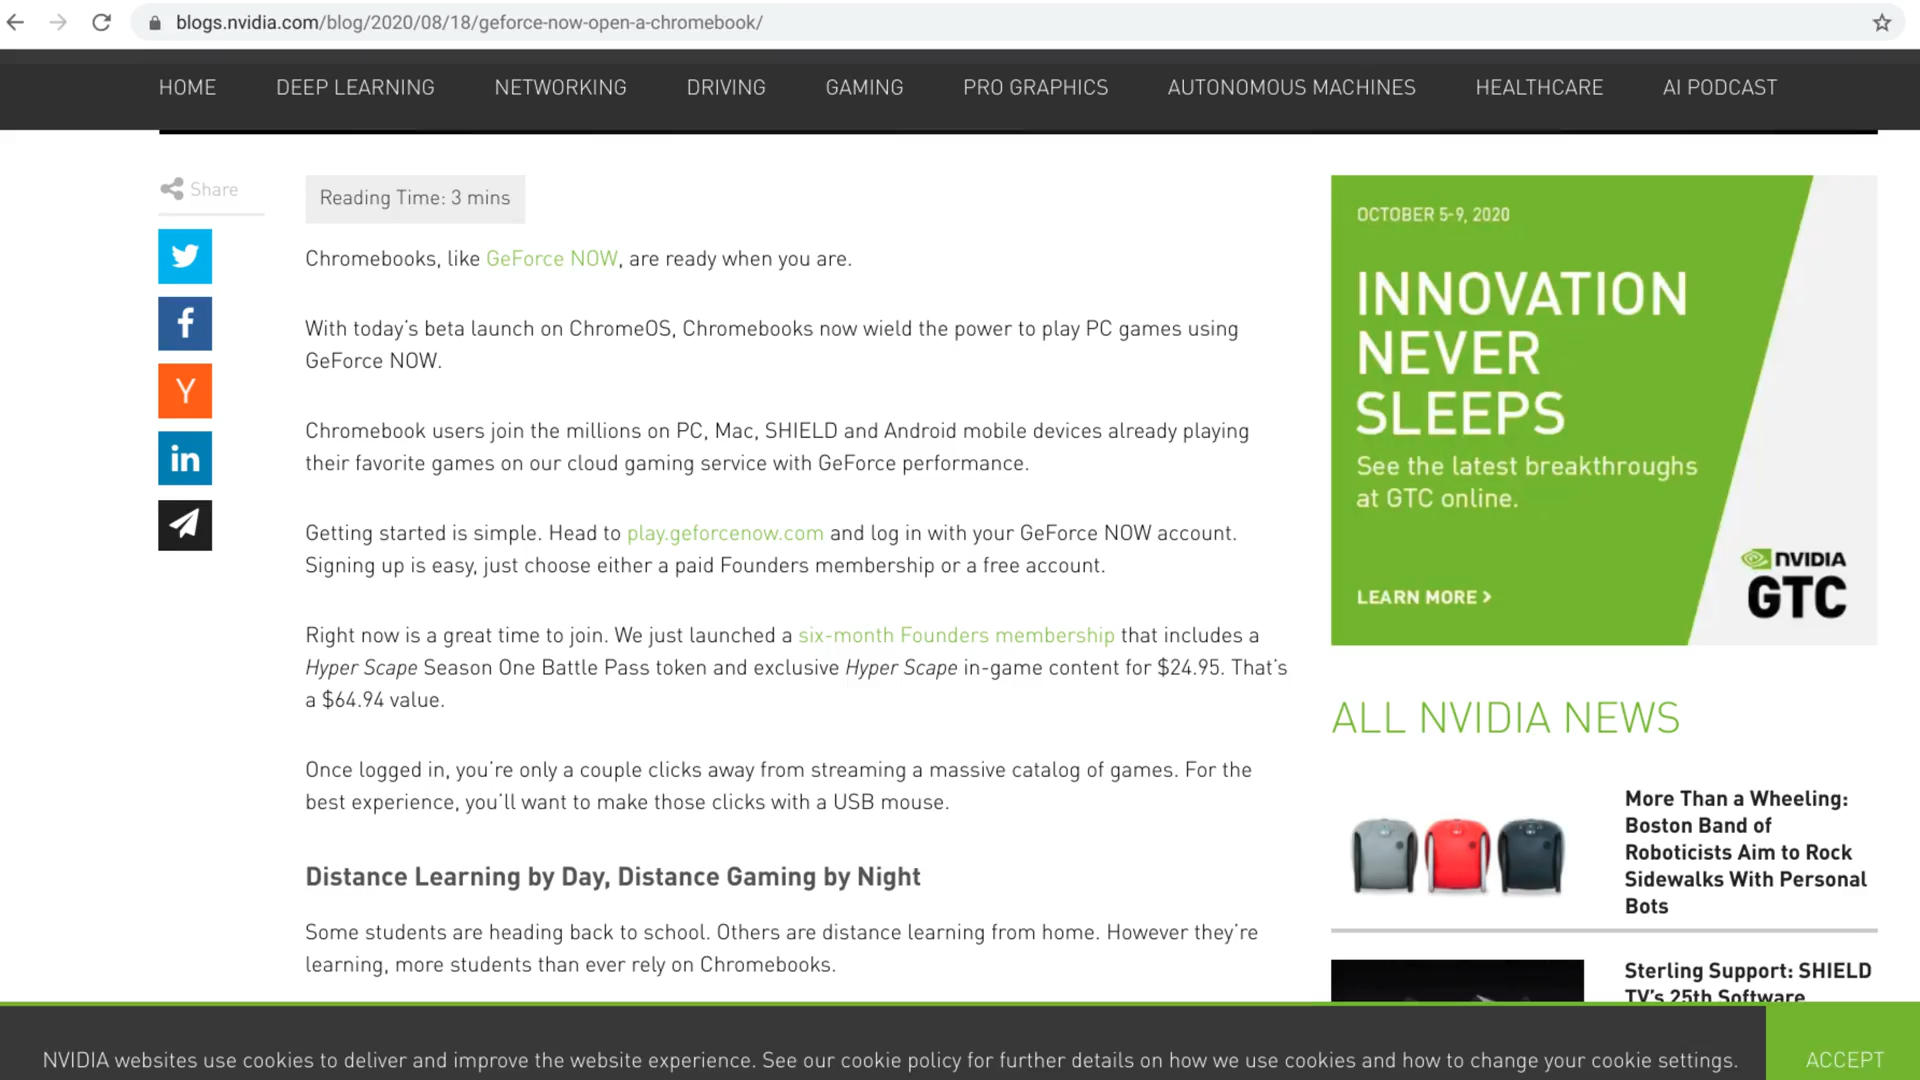 blogs.nvidia.com/blog/2020/08/18/geforce-now-open-a-chromebook/
HOME DEEP LEARNING NETWORKING DRIVING GAMING PRO GRAPHICS AUTONOMOUS MACHINES HEALTHCARE AI PODCAST
Share
Reading Time: 3 mins
Chromebooks, like GeForce NOW, are ready when you are.
With today's beta launch on ChromeOS, Chromebooks now wield the power to play PC games using
GeForce NOW.
Chromebook users join the millions on PC, Mac, SHIELD and Android mobile devices already playing
their favorite games on our cloud gaming service with GeForce performance.
Getting started is simple. Head to play.geforcenow.com and log in with your GeForce NOW account.
Signing up is easy, just choose either a paid Founders membership or a free account.
Right now is a great time to join. We just launched a six-month Founders membership that includes a
Hyper Scape Season One Battle Pass token and exclusive Hyper Scape in-game content for $24.95. That's
a $64.94 value.
Once logged in, you're only a couple clicks away from streaming a massive catalog of games. For the
best experience, you'll want to make those clicks with a USB mouse.
Distance Learning by Day, Distance Gaming by Night
Some students are heading back to school. Others are distance learning from home. However they're
learning, more students than ever rely on Chromebooks.
OCTOBER 5-9, 2020
INNOVATION
NEVER
SLEEPS
See the latest breakthroughs
at GTC online.
LEARN MORE >
NVIDIA
GTC
ALL NVIDIA NEWS
More Than a Wheeling:
Boston Band of
Roboticists Aim to Rock
Sidewalks With Personal
Bots
Sterling Support: SHIELD
TV's 25th Software
NVIDIA websites use cookies to deliver and improve the website experience. See our cookie policy for further details on how we use cookies and how to change your cookie settings.
ACCEPT